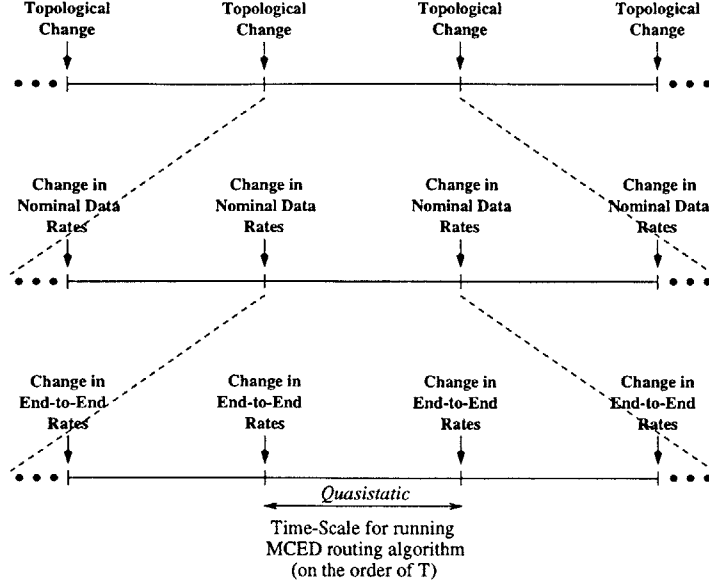 Topological Topological Topological Topological
Change Change Change Change
Change in Change in Change in Change in
Nominal Data Nominal Data Nominal Data Nominal Data
Rates Rates Rates Rates
Change in Change in Change in Change in
End-to-End End-to-End End-to-End End-to-End
Rates Rates Rates Rates
Quasistatic
Time-Scale for running
MCED routing algorithm
(on the order of T)